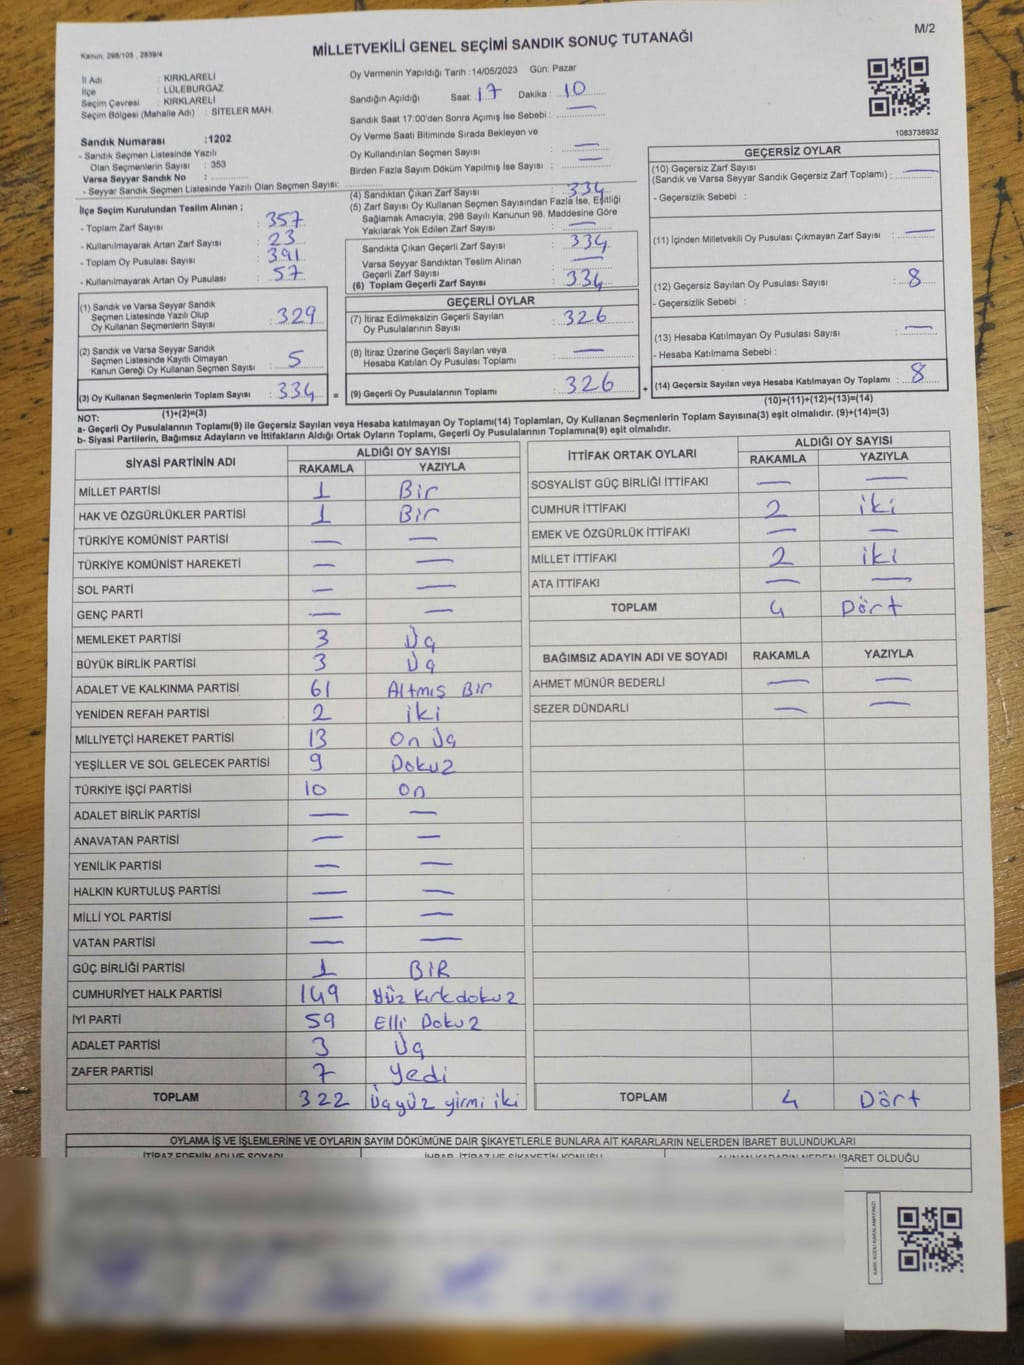 M/2
Kanun: 298/105 , 2839/4
MİLLETVEKİLİ GENEL SEÇİMİ SANDIK SONUÇ TUTANAĞI
İl Adı : KIRKLARELİ
İlçe : LÜLEBURGAZ
Seçim Çevresi : KIRKLARELİ
Seçim Bölgesi (Mahalle Adı) : SİTELER MAH.
Sandık Numarası :1202
- Sandık Seçmen Listesinde Yazılı
Olan Seçmenlerin Sayısı : 353
Varsa Seyyar Sandık No :
- Seyyar Sandık Seçmen Listesinde Yazılı Olan Seçmen Sayısı:
Oy Vermenin Yapıldığı Tarih :14/05/2023 Gün: Pazar
Sandığın Açıldığı Saat: 17 Dakika : 10
Sandık Saat 17:00'den Sonra Açımış İse Sebebi : —
Oy Verme Saati Bitiminde Sırada Bekleyen ve
Oy Kullandırılan Seçmen Sayısı : —
Birden Fazla Sayım Döküm Yapılmış İse Sayısı : —
1083738932
İlçe Seçim Kurulundan Teslim Alınan ;
- Toplam Zarf Sayısı : 357
- Kullanılmayarak Artan Zarf Sayısı : 23
- Toplam Oy Pusulası Sayısı : 391
- Kullanılmayarak Artan Oy Pusulası : 57
(1) Sandık ve Varsa Seyyar Sandık
Seçmen Listesinde Yazılı Olup
Oy Kullanan Seçmenlerin Sayısı : 329
(2) Sandık ve Varsa Seyyar Sandık
Seçmen Listesinde Kayıtlı Olmayan
Kanun Gereği Oy Kullanan Seçmen Sayısı : 5
(3) Oy Kullanan Seçmenlerin Toplam Sayısı : 334 =
(1)+(2)=(3)
(4) Sandıktan Çıkan Zarf Sayısı : 334
(5) Zarf Sayısı Oy Kullanan Seçmen Sayısından Fazla İse, Eşitliği
Sağlamak Amacıyla; 298 Sayılı Kanunun 98. Maddesine Göre
Yakılarak Yok Edilen Zarf Sayısı : —
Sandıkta Çıkan Geçerli Zarf Sayısı : 334
Varsa Seyyar Sandıktan Teslim Alınan
Geçerli Zarf Sayısı : —
(6) Toplam Geçerli Zarf Sayısı : 334
GEÇERLİ OYLAR
(7) İtiraz Edilmeksizin Geçerli Sayılan
Oy Pusulalarının Sayısı : 326
(8) İtiraz Üzerine Geçerli Sayılan veya
Hesaba Katılan Oy Pusulası Toplamı : —
(9) Geçerli Oy Pusulalarının Toplamı : 326 +
GEÇERSİZ OYLAR
(10) Geçersiz Zarf Sayısı
(Sandık ve Varsa Seyyar Sandık Geçersiz Zarf Toplamı) : —
- Geçersizlik Sebebi :
(11) İçinden Milletvekili Oy Pusulası Çıkmayan Zarf Sayısı : —
(12) Geçersiz Sayılan Oy Pusulası Sayısı : 8
- Geçersizlik Sebebi :
(13) Hesaba Katılmayan Oy Pusulası Sayısı : —
- Hesaba Katılmama Sebebi :
(14) Geçersiz Sayılan veya Hesaba Katılmayan Oy Toplamı : 8
(10)+(11)+(12)+(13)=(14)
NOT:
a- Geçerli Oy Pusulalarının Toplamı(9) ile Geçersiz Sayılan veya Hesaba katılmayan Oy Toplamı(14) Toplamları, Oy Kullanan Seçmenlerin Toplam Sayısına(3) eşit olmalıdır. (9)+(14)=(3)
b- Siyasi Partilerin, Bağımsız Adayların ve İttifakların Aldığı Ortak Oyların Toplamı, Geçerli Oy Pusulalarının Toplamına(9) eşit olmalıdır.
SİYASİ PARTİNİN ADI ALDIĞI OY SAYISI
RAKAMLA YAZIYLA
MİLLET PARTİSİ 1 Bir
HAK VE ÖZGÜRLÜKLER PARTİSİ 1 Bir
TÜRKİYE KOMÜNİST PARTİSİ — —
TÜRKİYE KOMÜNİST HAREKETİ — —
SOL PARTİ — —
GENÇ PARTİ — —
MEMLEKET PARTİSİ 3 Üç
BÜYÜK BİRLİK PARTİSİ 3 Üç
ADALET VE KALKINMA PARTİSİ 61 Altmış Bir
YENİDEN REFAH PARTİSİ 2 iki
MİLLİYETÇİ HAREKET PARTİSİ 13 On Üç
YEŞİLLER VE SOL GELECEK PARTİSİ 9 Dokuz
TÜRKİYE İŞÇİ PARTİSİ 10 On
ADALET BİRLİK PARTİSİ — —
ANAVATAN PARTİSİ — —
YENİLİK PARTİSİ — —
HALKIN KURTULUŞ PARTİSİ — —
MİLLİ YOL PARTİSİ — —
VATAN PARTİSİ — —
GÜÇ BİRLİĞİ PARTİSİ 1 BİR
CUMHURİYET HALK PARTİSİ 149 Yüz Kırkdokuz
İYİ PARTİ 59 Elli Dokuz
ADALET PARTİSİ 3 Üç
ZAFER PARTİSİ 7 Yedi
TOPLAM 322 Üçyüz yirmi iki
İTTİFAK ORTAK OYLARI ALDIĞI OY SAYISI
RAKAMLA YAZIYLA
SOSYALİST GÜÇ BİRLİĞİ İTTİFAKI — —
CUMHUR İTTİFAKI 2 iki
EMEK VE ÖZGÜRLÜK İTTİFAKI — —
MİLLET İTTİFAKI 2 iki
ATA İTTİFAKI — —
TOPLAM 4 Dört
BAĞIMSIZ ADAYIN ADI VE SOYADI RAKAMLA YAZIYLA
AHMET MÜNÜR BEDERLİ — —
SEZER DÜNDARLI — —
TOPLAM 4 Dört
OYLAMA İŞ VE İŞLEMLERİNE VE OYLARIN SAYIM DÖKÜMÜNE DAİR ŞİKAYETLERLE BUNLARA AİT KARARLARIN NELERDEN İBARET BULUNDUKLARI
İTİRAZ EDENİN ADI VE SOYADI İHBAR, İTİRAZ VE ŞİKAYETİN KONUSU ALINAN KARARIN NEDEN İBARET OLDUĞU